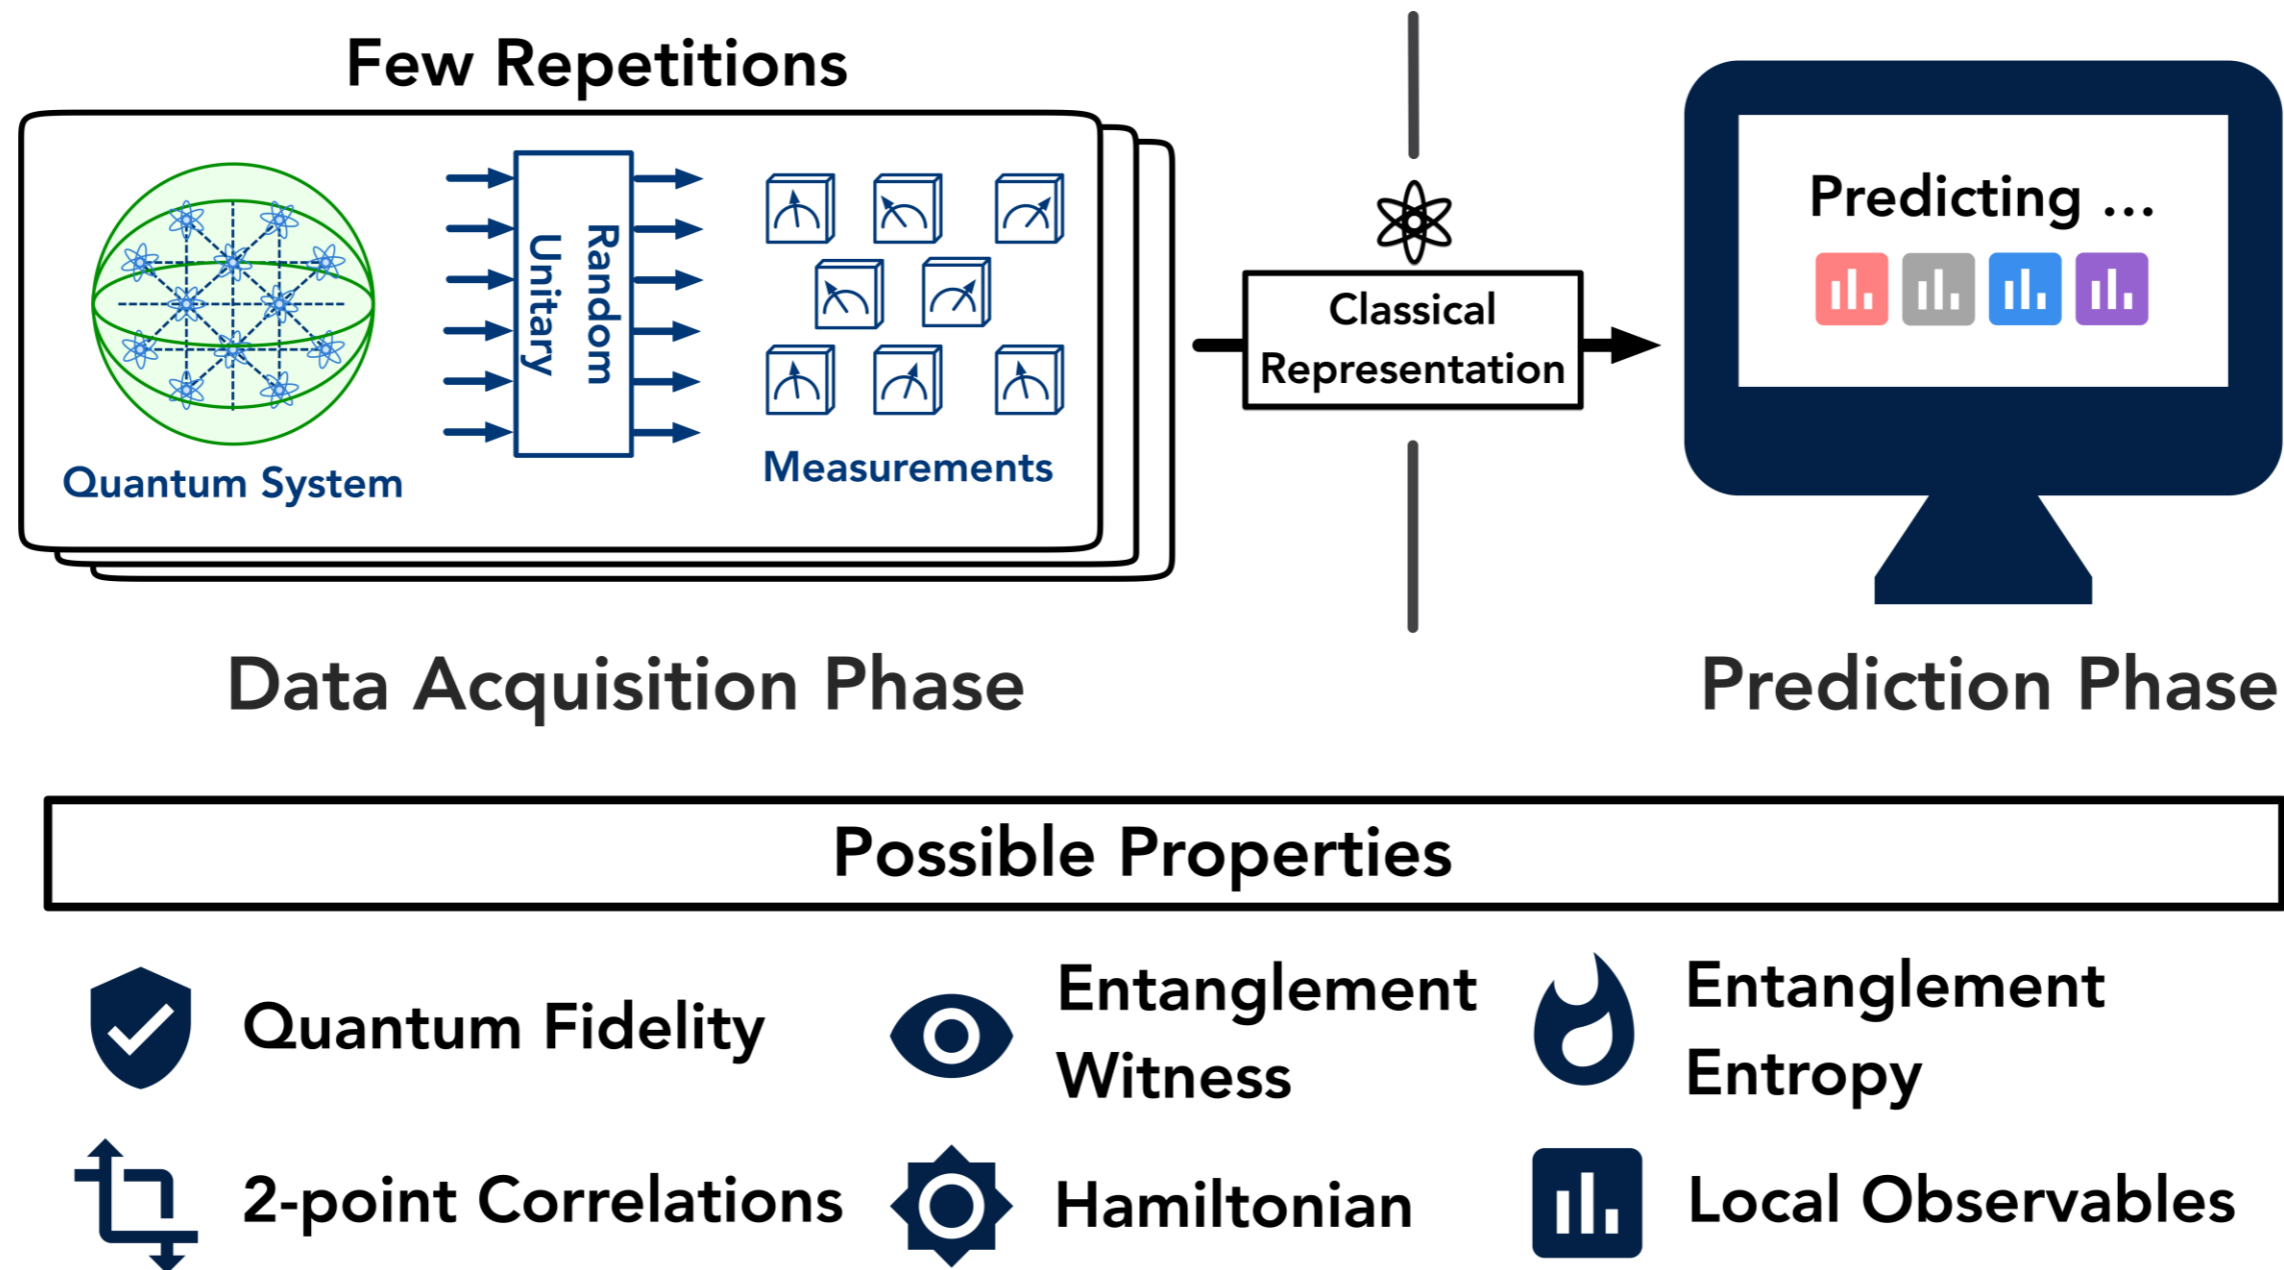 Few Repetitions
Quantum System
Random
Unitary
Measurements
Classical
Representation
Predicting ...
Data Acquisition Phase
Prediction Phase
Possible Properties
Quantum Fidelity
Entanglement
Witness
Entanglement
Entropy
2-point Correlations
Hamiltonian
Local Observables